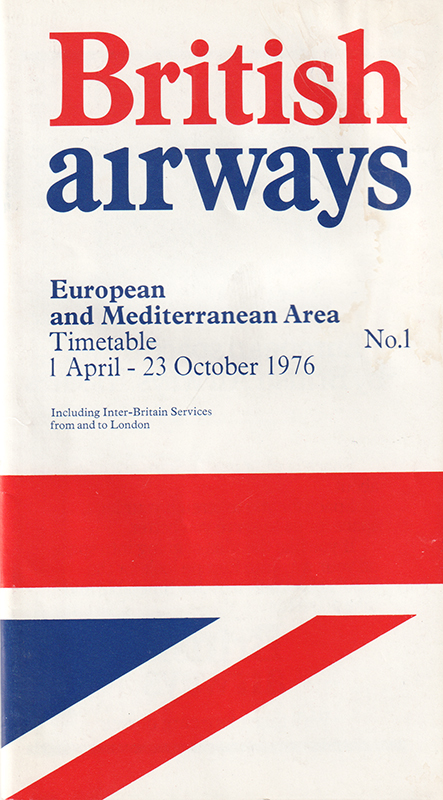 British
airways
European
and Mediterranean Area
Timetable No.1
1 April - 23 October 1976
Including Inter-Britain Services
from and to London